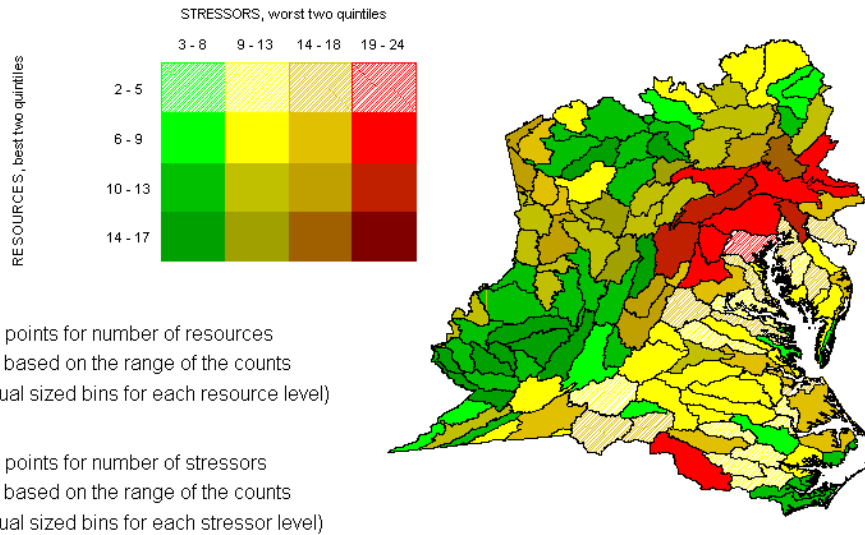 STRESSORS, worst two quintiles
3 - 8 9 - 13 14 - 18 19 - 24
RESOURCES, best two quintiles
2 - 5
6 - 9
10 - 13
14 - 17
points for number of resources
based on the range of the counts
ual sized bins for each resource level)
points for number of stressors
based on the range of the counts
ual sized bins for each stressor level)